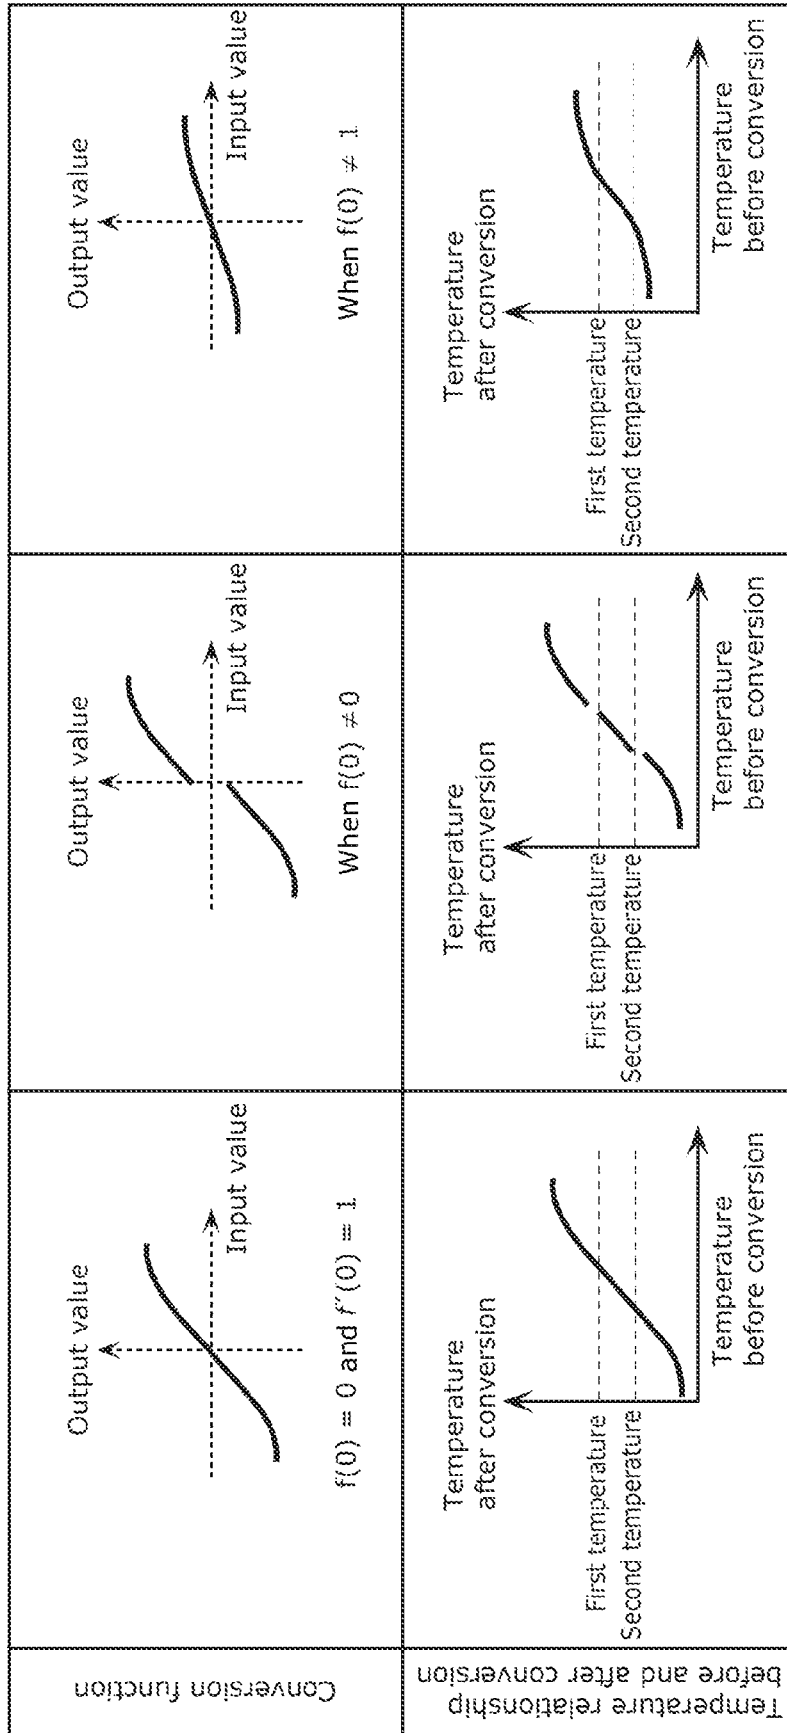 Conversion function
Output value
Input value
f(0) = 0 and f'(0) = 1
Output value
Input value
When f(0) ≠0
Output value
Input value
When f(0) ≠ 1
Temperature relationship
before and after conversion
Temperature
after conversion
First temperature
Second temperature
Temperature
before conversion
Temperature
after conversion
First temperature
Second temperature
Temperature
before conversion
Temperature
after conversion
First temperature
Second temperature
Temperature
before conversion